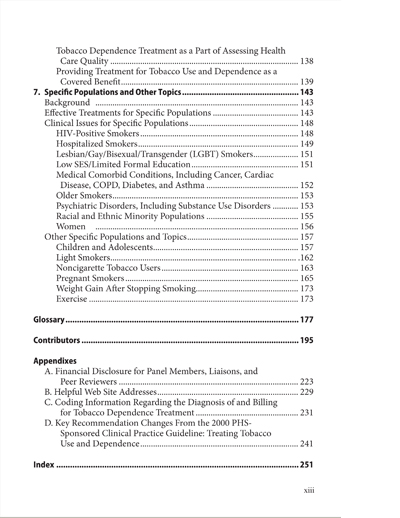 Tobacco Dependence Treatment as a Part of Assessing Health
Care Quality ........ 138
Providing Treatment for Tobacco Use and Dependence as a
Covered Benefit ........ 139
7. Specific Populations and Other Topics ........ 143
Background ........ 143
Effective Treatments for Specific Populations ........ 143
Clinical Issues for Specific Populations ........ 148
HIV-Positive Smokers ........ 148
Hospitalized Smokers ........ 149
Lesbian/Gay/Bisexual/Transgender (LGBT) Smokers ........ 151
Low SES/Limited Formal Education ........ 151
Medical Comorbid Conditions, Including Cancer, Cardiac
Disease, COPD, Diabetes, and Asthma ........ 152
Older Smokers ........ 153
Psychiatric Disorders, Including Substance Use Disorders ........ 153
Racial and Ethnic Minority Populations ........ 155
Women ........ 156
Other Specific Populations and Topics ........ 157
Children and Adolescents ........ 157
Light Smokers ........ 162
Noncigarette Tobacco Users ........ 163
Pregnant Smokers ........ 165
Weight Gain After Stopping Smoking ........ 173
Exercise ........ 173
Glossary ........ 177
Contributors ........ 195
Appendixes
A. Financial Disclosure for Panel Members, Liaisons, and
Peer Reviewers ........ 223
B. Helpful Web Site Addresses ........ 229
C. Coding Information Regarding the Diagnosis of and Billing
for Tobacco Dependence Treatment ........ 231
D. Key Recommendation Changes From the 2000 PHS-
Sponsored Clinical Practice Guideline: Treating Tobacco
Use and Dependence ........ 241
Index ........ 251
xiii